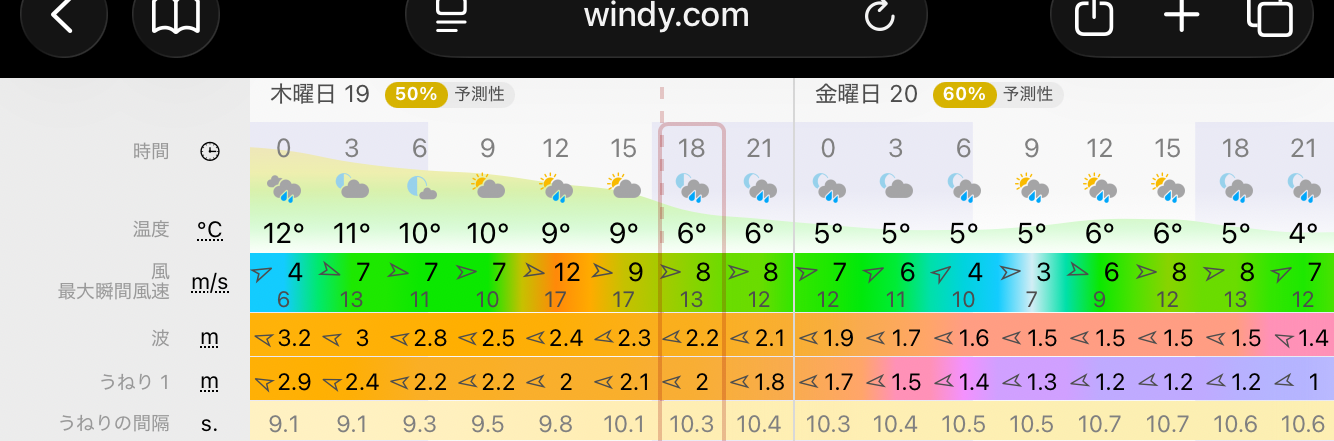 windy.com
木曜日 19 50% 予測性 金曜日 20 60% 予測性
時間 0 3 6 9 12 15 18 21 0 3 6 9 12 15 18 21
温度 °C 12° 11° 10° 10° 9° 9° 6° 6° 5° 5° 5° 5° 6° 6° 5° 4°
風 4 7 7 7 12 9 8 8 7 6 4 3 6 8 8 7
最大瞬間風速 m/s 6 13 11 10 17 17 13 12 12 11 10 7 9 12 13 12
波 m 3.2 3 2.8 2.5 2.4 2.3 2.2 2.1 1.9 1.7 1.6 1.5 1.5 1.5 1.5 1.4
うねり 1 m 2.9 2.4 2.2 2.2 2 2.1 2 1.8 1.7 1.5 1.4 1.3 1.2 1.2 1.2 1
うねりの間隔 s. 9.1 9.1 9.3 9.5 9.8 10.1 10.3 10.4 10.3 10.4 10.5 10.5 10.7 10.7 10.6 10.6